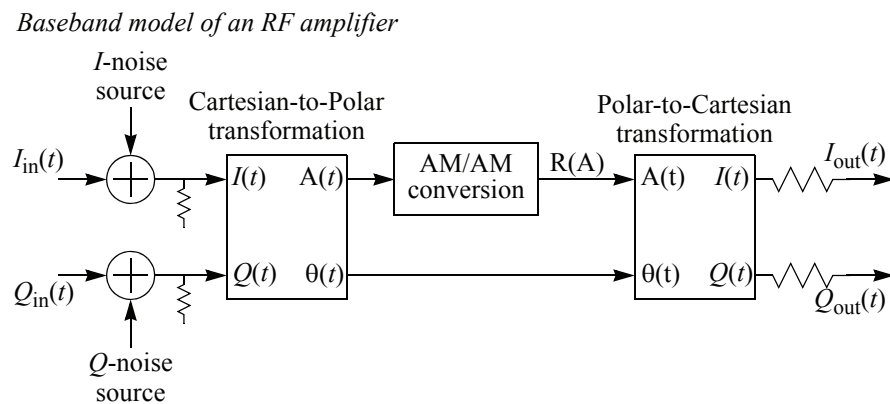 Baseband model of an RF amplifier
I-noise
source
Cartesian-to-Polar
transformation
Polar-to-Cartesian
transformation
I_in(t)
I(t)
A(t)
AM/AM
conversion
R(A)
A(t)
I(t)
I_out(t)
Q_in(t)
Q(t)
θ(t)
θ(t)
Q(t)
Q_out(t)
Q-noise
source